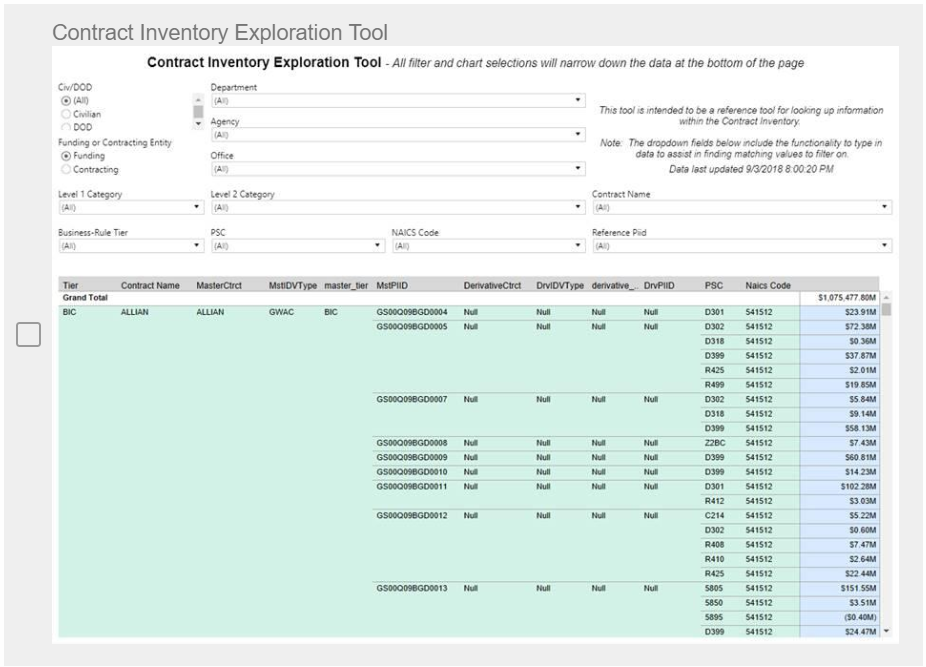 Contract Inventory Exploration Tool
Contract Inventory Exploration Tool - All filter and chart selections will narrow down the data at the bottom of the page
Civ/DOD
(All)
Civilian
DOD
Funding or Contracting Entity
Funding
Contracting
Department
(All)
Agency
(All)
Office
(All)
This tool is intended to be a reference tool for looking up information
within the Contract Inventory.
Note: The dropdown fields below include the functionality to type in
data to assist in finding matching values to filter on.
Data last updated 9/3/2018 8:00:20 PM
Level 1 Category Level 2 Category Contract Name
(All) (All) (All)
Business-Rule Tier PSC NAICS Code Reference Piid
(All) (All) (All) (All)
Tier Contract Name MasterCtrct MstIDVType master_tier MstPIID DerivativeCtrct DrvIDVType derivative_... DrvPIID PSC Naics Code
Grand Total $1,075,477.80M
BIC ALLIAN ALLIAN GWAC BIC GS00Q09BGD0004 Null Null Null Null D301 541512 $23.91M
GS00Q09BGD0005 Null Null Null Null D302 541512 $72.38M
D318 541512 $0.36M
D399 541512 $37.87M
R425 541512 $2.01M
R499 541512 $19.85M
GS00Q09BGD0007 Null Null Null Null D302 541512 $5.84M
D318 541512 $9.14M
D399 541512 $58.13M
GS00Q09BGD0008 Null Null Null Null Z2BC 541512 $7.43M
GS00Q09BGD0009 Null Null Null Null D399 541512 $60.81M
GS00Q09BGD0010 Null Null Null Null D399 541512 $14.23M
GS00Q09BGD0011 Null Null Null Null D301 541512 $102.28M
R412 541512 $3.03M
GS00Q09BGD0012 Null Null Null Null C214 541512 $5.22M
D302 541512 $0.60M
R408 541512 $7.47M
R410 541512 $2.64M
R425 541512 $22.44M
GS00Q09BGD0013 Null Null Null Null 5805 541512 $151.55M
5850 541512 $3.51M
5895 541512 ($0.40M)
D399 541512 $24.47M